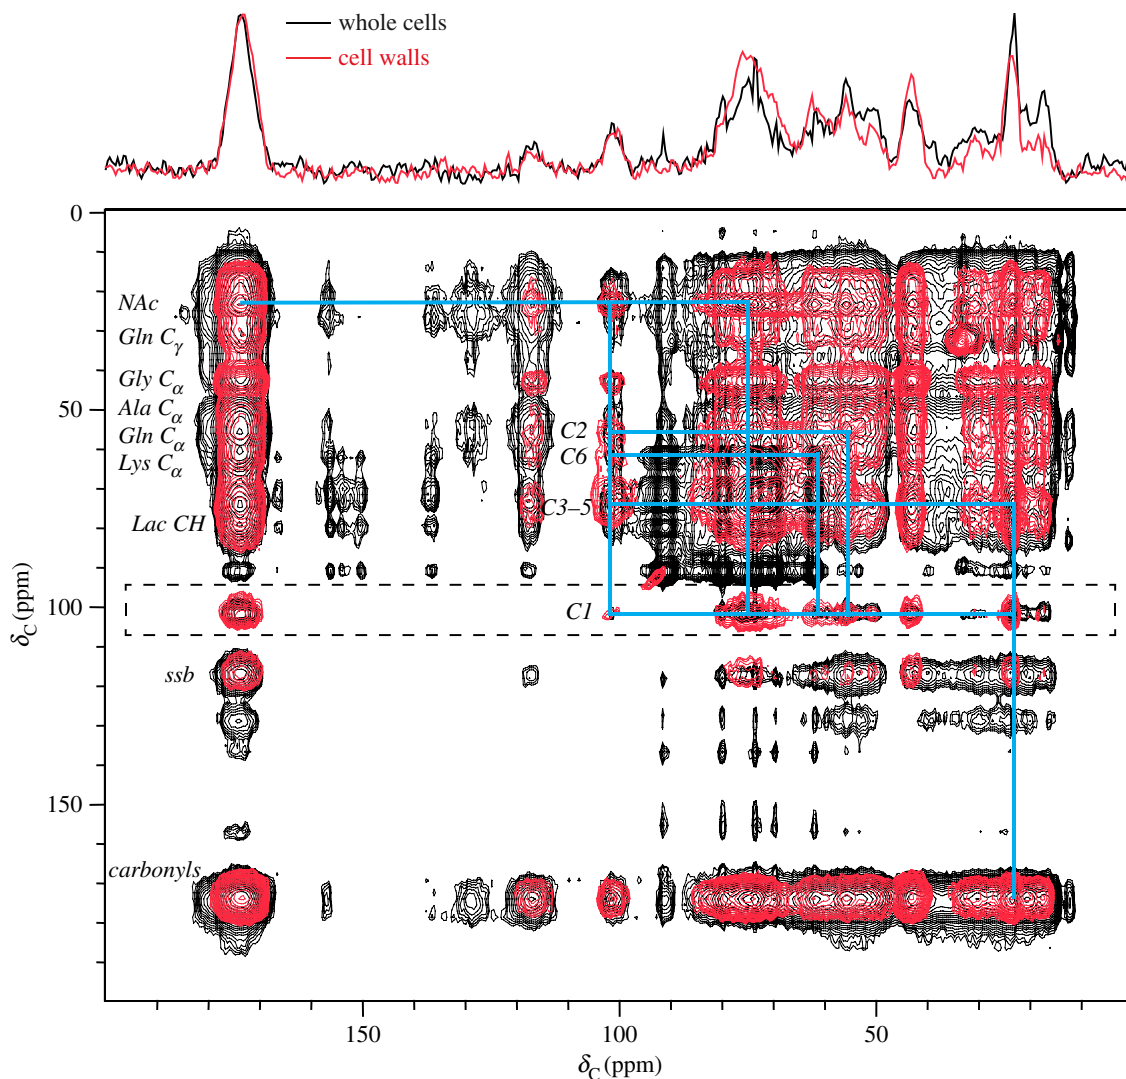 whole cells
cell walls
0
NAc
Gln Cγ
Gly Cα
50
Ala Cα
Gln Cα
C2
Lys Cα
C6
C3–5
Lac CH
100
C1
δC (ppm)
ssb
150
carbonyls
150
100
50
δC (ppm)